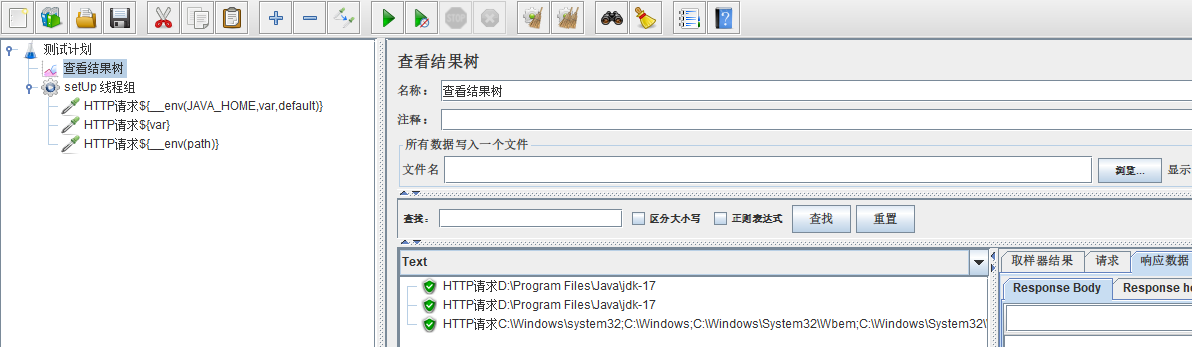 测试计划
查看结果树
setUp 线程组
HTTP请求${__env(JAVA_HOME,var,default)}
HTTP请求${var}
HTTP请求${__env(path)}
查看结果树
名称： 查看结果树
注释：
所有数据写入一个文件
文件名 浏览... 显示
查找： 区分大小写 正则表达式 查找 重置
Text
HTTP请求D:\Program Files\Java\jdk-17
HTTP请求D:\Program Files\Java\jdk-17
HTTP请求C:\Windows\system32;C:\Windows;C:\Windows\System32\Wbem;C:\Windows\System32\
取样器结果 请求 响应数据
Response Body Response he
STOP